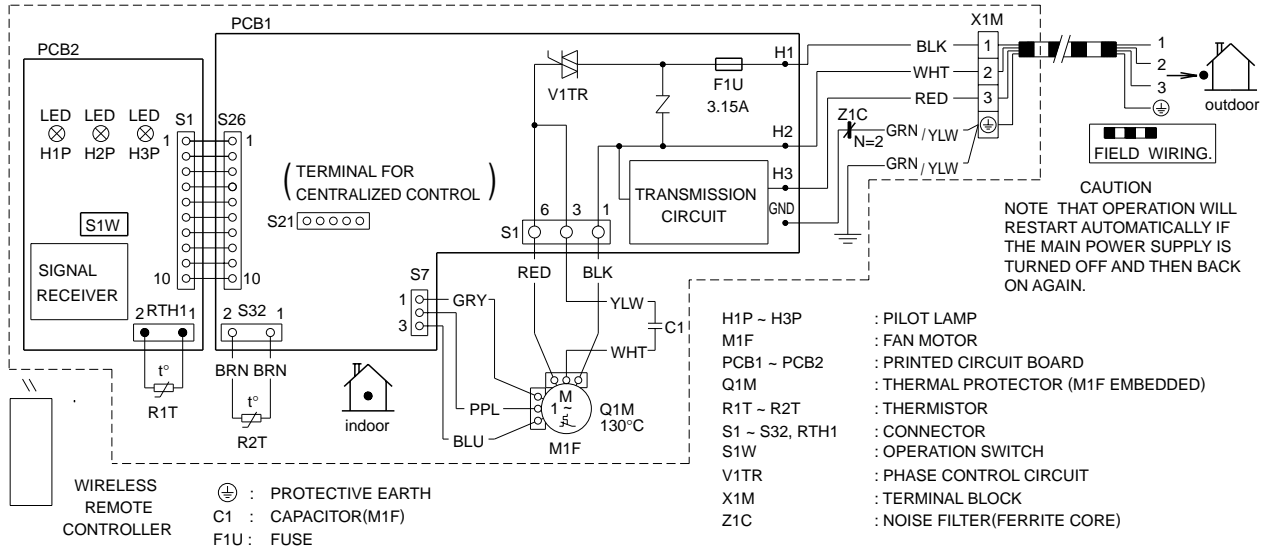 PCB1
X1M
PCB2
H1
BLK
1
1
WHT
2
2
V1TR
F1U
3.15A
RED
3
3
outdoor
LED LED LED
H1P H2P H3P
S1 S26
1 1
Z1C
N=2
GRN/YLW
H2
GRN/YLW
FIELD WIRING.
(TERMINAL FOR
CENTRALIZED CONTROL)
TRANSMISSION
CIRCUIT
H3
GND
CAUTION
NOTE THAT OPERATION WILL
RESTART AUTOMATICALLY IF
THE MAIN POWER SUPPLY IS
TURNED OFF AND THEN BACK
ON AGAIN.
S21
6 3 1
S1
S1W
SIGNAL
RECEIVER
10 10
RED BLK
S7
1
3
GRY
YLW
C1
WHT
2 RTH1 1
2 S32 1
BRN BRN
t°
R1T
t°
R2T
indoor
PPL
BLU
M
1~
Q1M
130°C
M1F
H1P ~ H3P : PILOT LAMP
M1F : FAN MOTOR
PCB1 ~ PCB2 : PRINTED CIRCUIT BOARD
Q1M : THERMAL PROTECTOR (M1F EMBEDDED)
R1T ~ R2T : THERMISTOR
S1 ~ S32, RTH1 : CONNECTOR
S1W : OPERATION SWITCH
V1TR : PHASE CONTROL CIRCUIT
X1M : TERMINAL BLOCK
Z1C : NOISE FILTER(FERRITE CORE)
WIRELESS
REMOTE
CONTROLLER
: PROTECTIVE EARTH
C1 : CAPACITOR(M1F)
F1U : FUSE